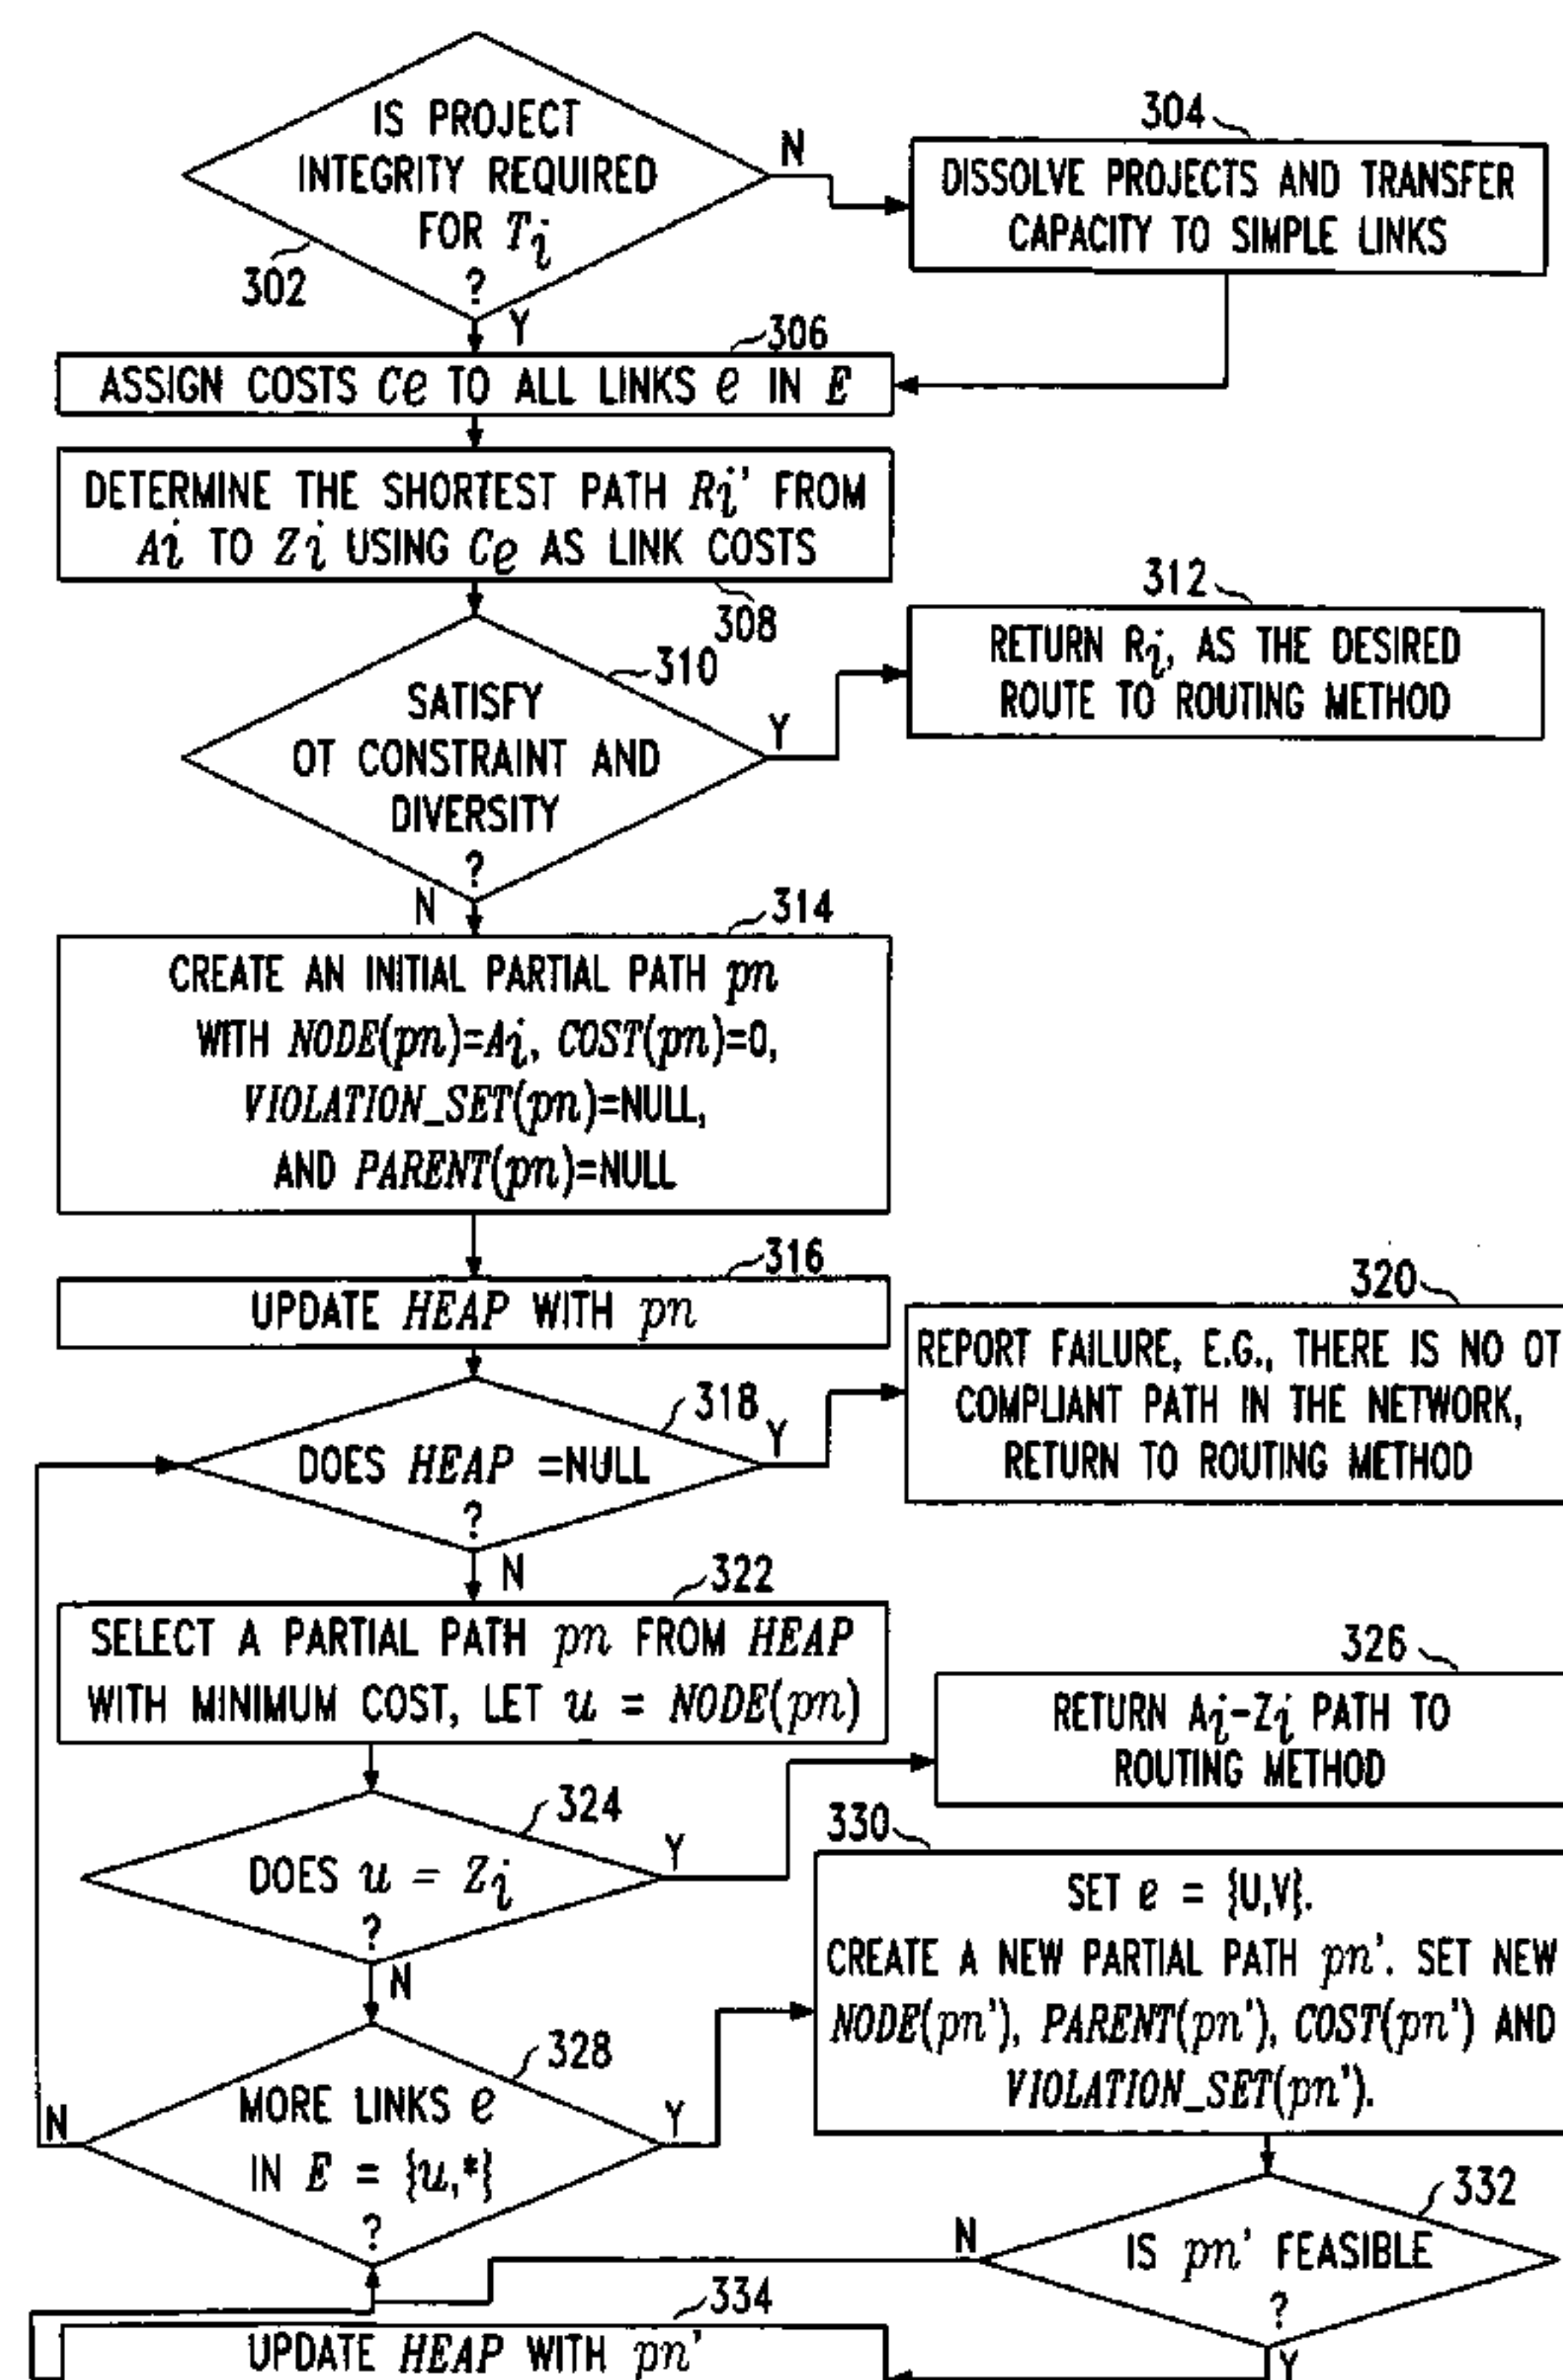 IS PROJECT
INTEGRITY REQUIRED
FOR Ti
?
302
N
Y
304
DISSOLVE PROJECTS AND TRANSFER
CAPACITY TO SIMPLE LINKS
306
ASSIGN COSTS Ce TO ALL LINKS e IN E
DETERMINE THE SHORTEST PATH Ri' FROM
Ai TO Zi USING Ce AS LINK COSTS
308
310
SATISFY
OT CONSTRAINT AND
DIVERSITY
?
Y
N
312
RETURN Ri, AS THE DESIRED
ROUTE TO ROUTING METHOD
314
CREATE AN INITIAL PARTIAL PATH pn
WITH NODE(pn)=Ai, COST(pn)=0,
VIOLATION_SET(pn)=NULL,
AND PARENT(pn)=NULL
316
UPDATE HEAP WITH pn
318
DOES HEAP =NULL
?
Y
N
320
REPORT FAILURE, E.G., THERE IS NO OT
COMPLIANT PATH IN THE NETWORK,
RETURN TO ROUTING METHOD
322
SELECT A PARTIAL PATH pn FROM HEAP
WITH MINIMUM COST, LET u = NODE(pn)
324
DOES u = Zi
?
Y
N
326
RETURN Ai-Zi PATH TO
ROUTING METHOD
328
MORE LINKS e
IN E = {u,*}
?
N
Y
330
SET e = {U,V}.
CREATE A NEW PARTIAL PATH pn'. SET NEW
NODE(pn'), PARENT(pn'), COST(pn') AND
VIOLATION_SET(pn').
332
IS pn' FEASIBLE
?
N
Y
334
UPDATE HEAP WITH pn'